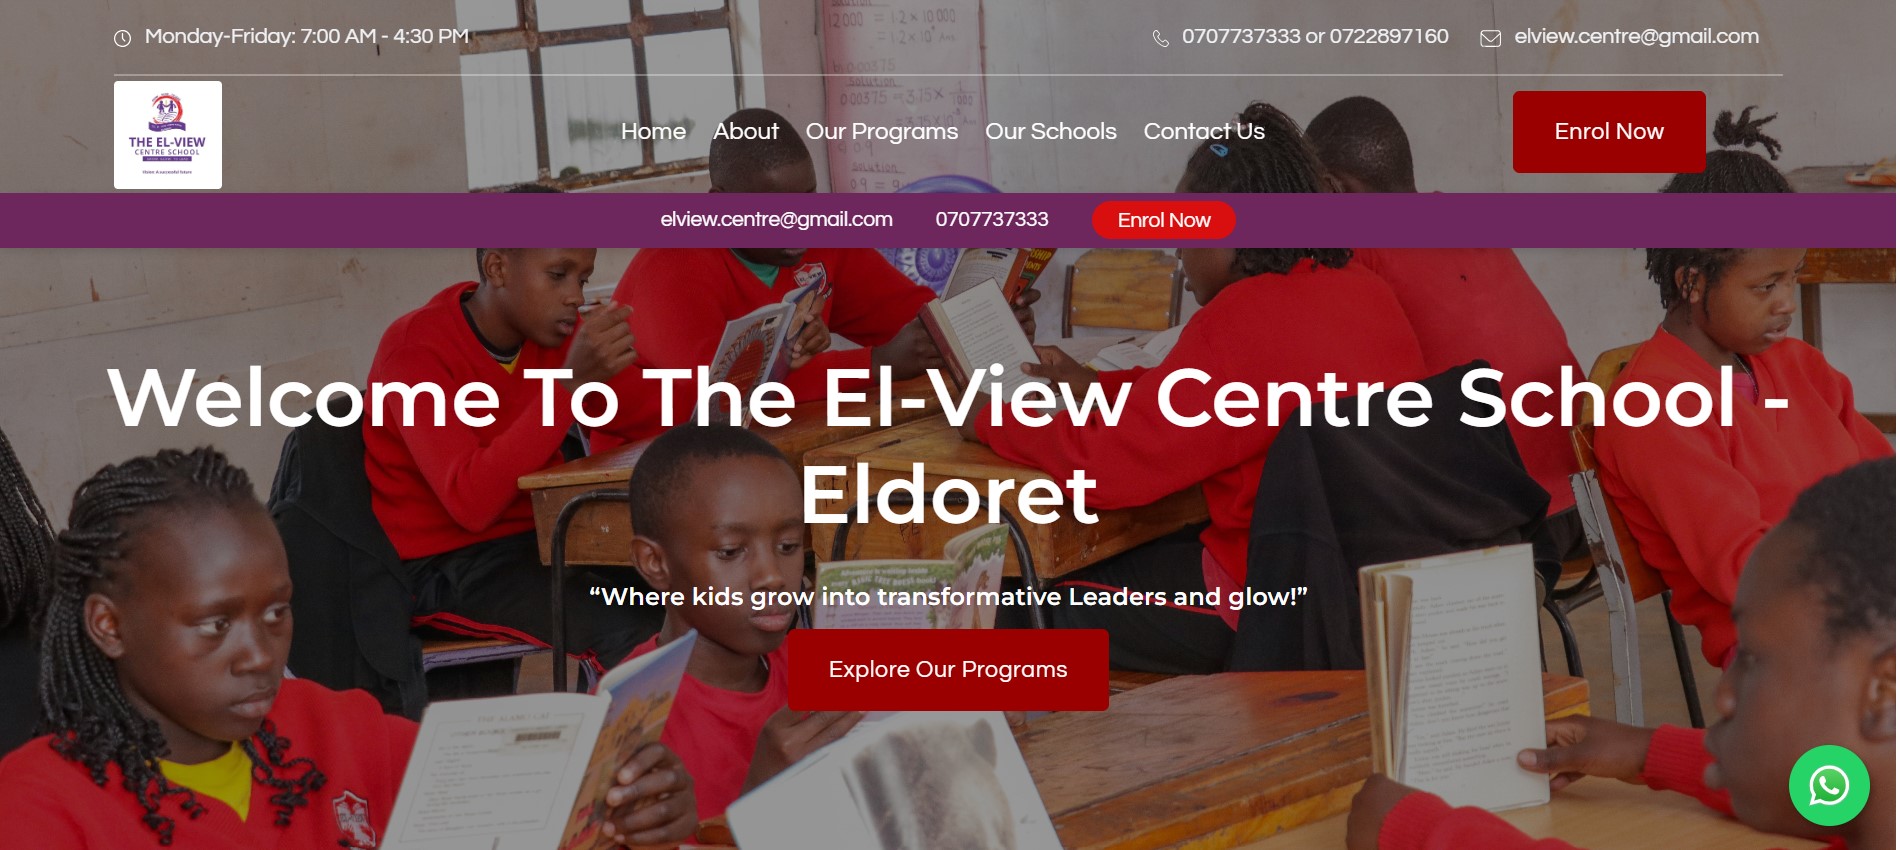 Monday-Friday: 7:00 AM - 4:30 PM
0707737333 or 0722897160
elview.centre@gmail.com
THE EL-VIEW
CENTRE SCHOOL
Home
About
Our Programs
Our Schools
Contact Us
Enrol Now
elview.centre@gmail.com
0707737333
Enrol Now
Welcome To The El-View Centre School -
Eldoret
“Where kids grow into transformative Leaders and glow!”
Explore Our Programs